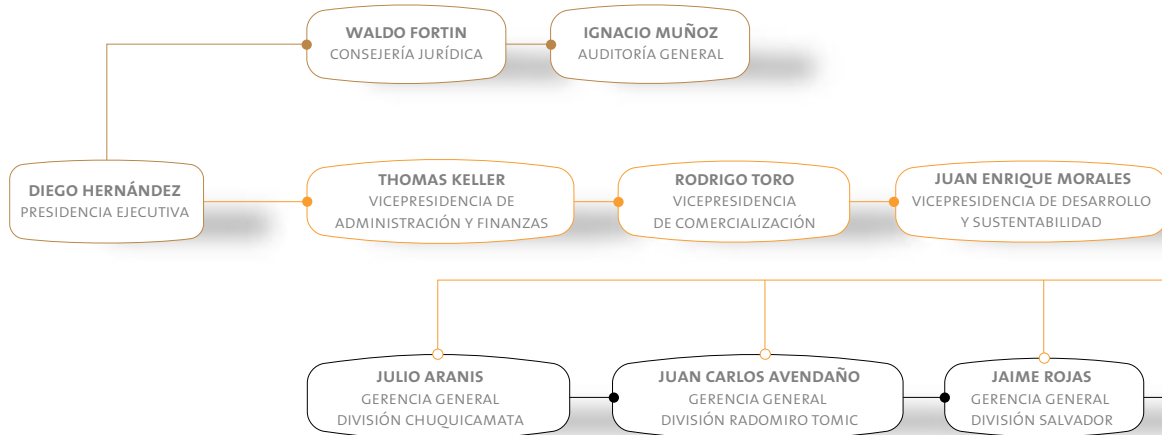 WALDO FORTIN
CONSEJERÍA JURÍDICA
IGNACIO MUÑOZ
AUDITORÍA GENERAL
DIEGO HERNÁNDEZ
PRESIDENCIA EJECUTIVA
THOMAS KELLER
VICEPRESIDENCIA DE
ADMINISTRACIÓN Y FINANZAS
RODRIGO TORO
VICEPRESIDENCIA
DE COMERCIALIZACIÓN
JUAN ENRIQUE MORALES
VICEPRESIDENCIA DE DESARROLLO
Y SUSTENTABILIDAD
JULIO ARANIS
GERENCIA GENERAL
DIVISIÓN CHUQUICAMATA
JUAN CARLOS AVENDAÑO
GERENCIA GENERAL
DIVISIÓN RADOMIRO TOMIC
JAIME ROJAS
GERENCIA GENERAL
DIVISIÓN SALVADOR